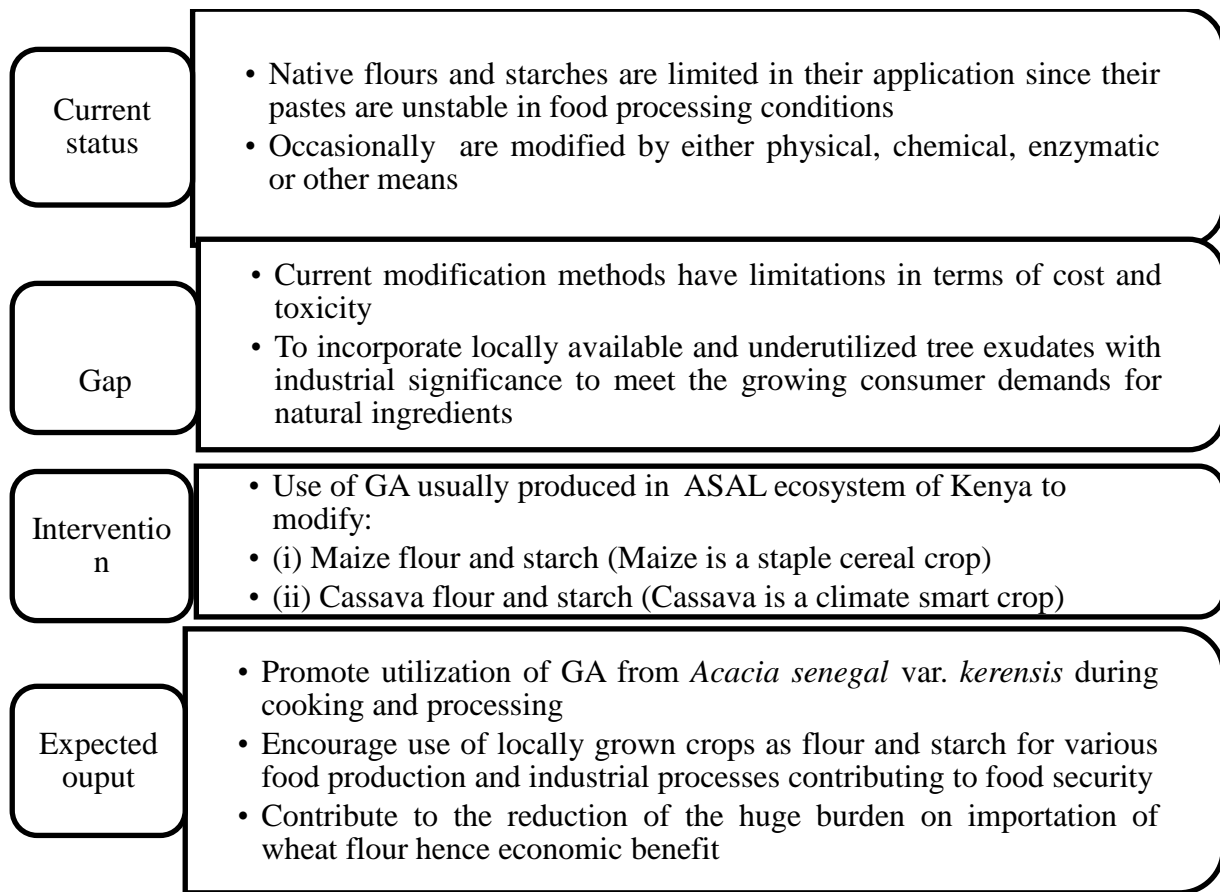 Current
status
• Native flours and starches are limited in their application since their
pastes are unstable in food processing conditions
• Occasionally are modified by either physical, chemical, enzymatic
or other means
Gap
• Current modification methods have limitations in terms of cost and
toxicity
• To incorporate locally available and underutilized tree exudates with
industrial significance to meet the growing consumer demands for
natural ingredients
Interventio
n
• Use of GA usually produced in ASAL ecosystem of Kenya to
modify:
• (i) Maize flour and starch (Maize is a staple cereal crop)
• (ii) Cassava flour and starch (Cassava is a climate smart crop)
Expected
ouput
• Promote utilization of GA from Acacia senegal var. kerensis during
cooking and processing
• Encourage use of locally grown crops as flour and starch for various
food production and industrial processes contributing to food security
• Contribute to the reduction of the huge burden on importation of
wheat flour hence economic benefit